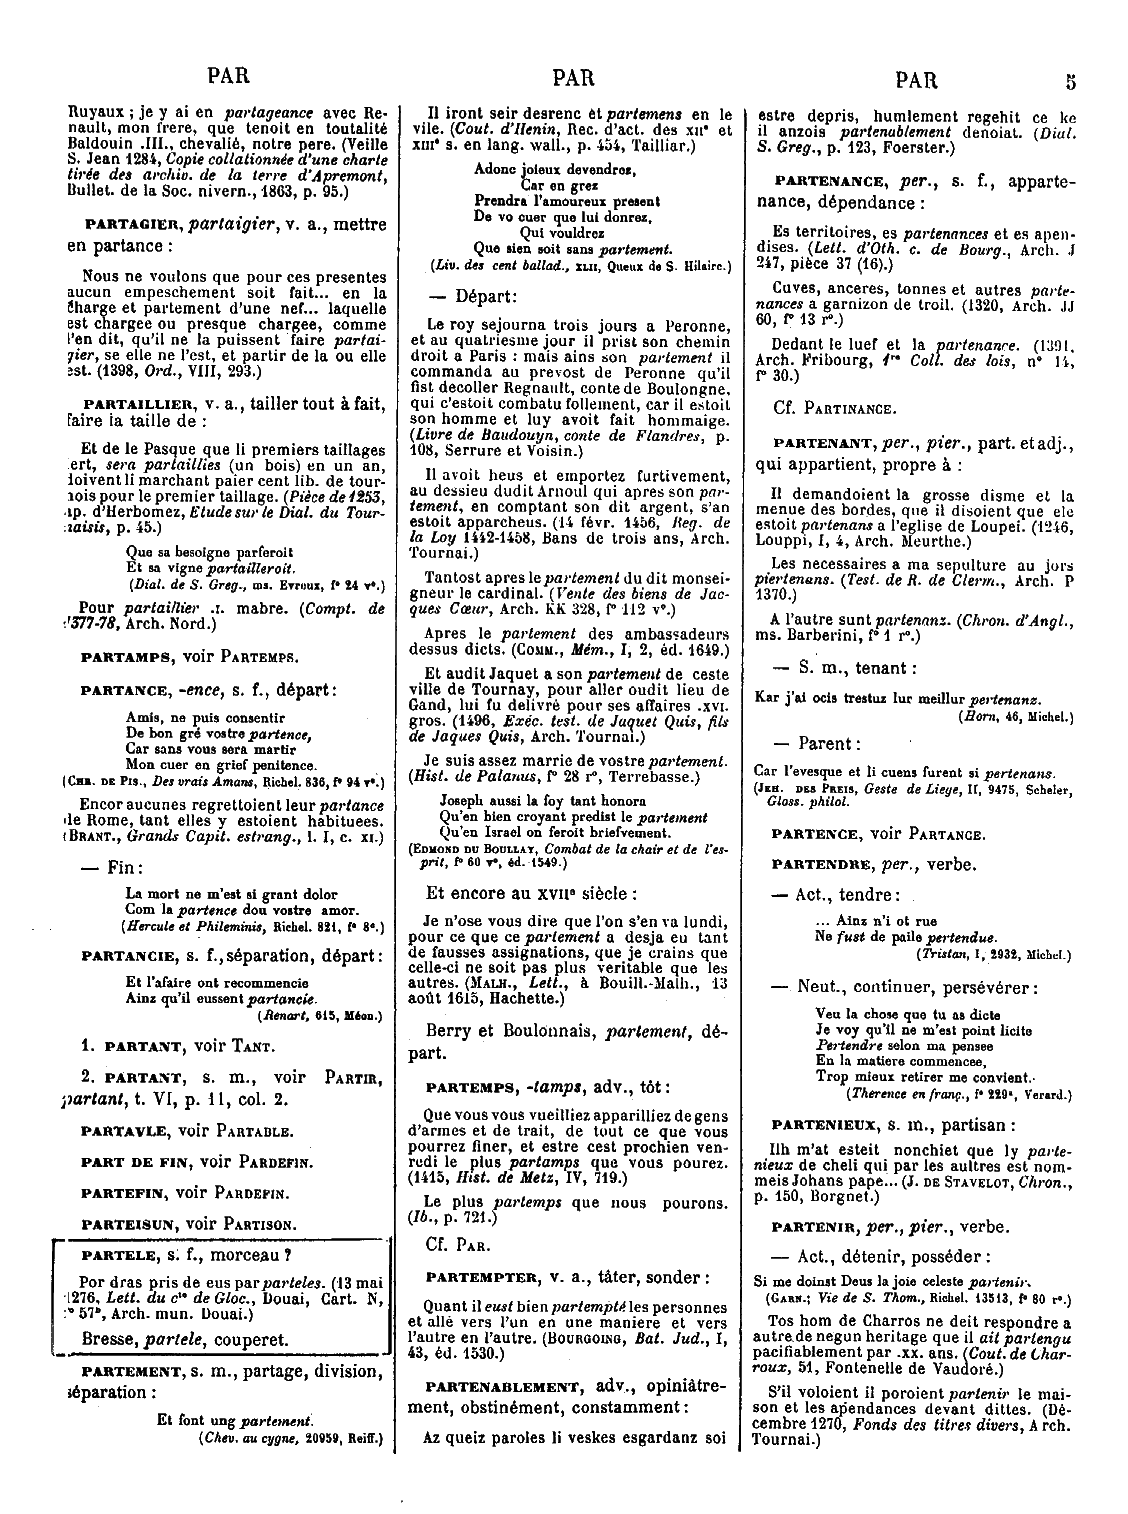 PAR PAR PAR 5
Ruyaux ; je y ai en partageance avec Re-
nault, mon frere, que tenoit en toutalité
Baldouin .III., chevalié, notre pere. (Veille
S. Jean 1284, Copie collationnée d'une charte
tirée des archiv. de la terre d'Apremont,
Bullet. de la Soc. nivern., 1863, p. 95.)
PARTAGIER, partaigier, v. a., mettre
en partance :
Nous ne voulons que pour ces presentes
aucun empeschement soit fait... en la
charge et partement d'une nef... laquelle
est chargee ou presque chargee, comme
l'en dit, qu'il ne la puissent faire partai-
gier, se elle ne l'est, et partir de la ou elle
est. (1398, Ord., VIII, 293.)
PARTAILLIER, v. a., tailler tout à fait,
faire la taille de :
Et de le Pasque que li premiers taillages
ert, sera partaillies (un bois) en un an,
doivent li marchant paier cent lib. de tour-
nois pour le premier taillage. (Pièce de 1253,
ap. d'Herbomez, Etude sur le Dial. du Tour-
naisis, p. 45.)
Que sa besoigne parferoit
Et sa vigne partailleroit.
(Dial. de S. Greg., ms. Evroux, f° 24 v°.)
Pour partaillier .I. mabre. (Compt. de
1377-78, Arch. Nord.)
PARTAMPS, voir PARTEMPS.
PARTANCE, -ence, s. f., départ :
Amis, ne puis consentir
De bon gré vostre partence,
Car sans vous sera martir
Mon cuer en grief penitence.
(CHR. DE PIS., Des vrais Amans, Richel. 836, f° 94 v°.)
Encor aucunes regrettoient leur partance
de Rome, tant elles y estoient habituees.
(BRANT., Grands Capit. estrang., l. I, c. XI.)
— Fin :
La mort ne m'est si grant dolor
Com la partence dou vostre amor.
(Hercule et Phileminis, Richel. 821, f° 8°.)
PARTANCIE, s. f., séparation, départ :
Et l'afaire ont recommencie
Ainz qu'il eussent partancie.
(Renart, 615, Méon.)
1. PARTANT, voir TANT.
2. PARTANT, s. m., voir PARTIR,
partant, t. VI, p. 11, col. 2.
PARTAVLE, voir PARTABLE.
PART DE FIN, voir PARDEFIN.
PARTEFIN, voir PARDEFIN.
PARTEISUN, voir PARTISON.
PARTELE, s. f., morceau ?
Por dras pris de eus par parteles. (13 mai
1276, Lett. du c^te de Gloc., Douai, Cart. N,
f° 57^b, Arch. mun. Douai.)
Bresse, partele, couperet.
PARTEMENT, s. m., partage, division,
séparation :
Et font ung partement.
(Chev. au cygne, 20959, Reiff.)
Il iront seir desrenc et partemens en le
vile. (Cout. d'Henin, Rec. d'act. des XII^e et
XIII^e s. en lang. wall., p. 454, Tailliar.)
Adonc joieux devendrez,
Car en grez
Prendra l'amoureux present
De vo cuer que lui donrez,
Qui vouldrez
Que sien soit sans partement.
(Liv. des cent ballad., XLII, Queux de S. Hilaire.)
— Départ :
Le roy sejourna trois jours a Peronne,
et au quatriesme jour il prist son chemin
droit a Paris : mais ains son partement il
commanda au prevost de Peronne qu'il
fist decoller Regnault, conte de Boulongne,
qui c'estoit combatu follement, car il estoit
son homme et luy avoit fait hommaige.
(Livre de Baudouyn, conte de Flandres, p.
108, Serrure et Voisin.)
Il avoit heus et emportez furtivement,
au dessieu dudit Arnoul qui apres son par-
tement, en comptant son dit argent, s'an
estoit apparcheus. (14 févr. 1456, Reg. de
la Loy 1442-1458, Bans de trois ans, Arch.
Tournai.)
Tantost apres le partement du dit monsei-
gneur le cardinal. (Vente des biens de Jac-
ques Cœur, Arch. KK 328, f° 112 v°.)
Apres le partement des ambassadeurs
dessus dicts. (COMM., Mém., I, 2, éd. 1649.)
Et audit Jaquet a son partement de ceste
ville de Tournay, pour aller oudit lieu de
Gand, lui fu delivré pour ses affaires .XVI.
gros. (1496, Exéc. test. de Jaquet Quis, fils
de Jaques Quis, Arch. Tournai.)
Je suis assez marrie de vostre partement.
(Hist. de Palanus, f° 28 r°, Terrebasse.)
Joseph aussi la foy tant honora
Qu'en bien croyant predist le partement
Qu'en Israel on feroit briefvement.
(EDMOND DU BOULLAY, Combat de la chair et de l'es-
prit, f° 60 v°, éd. 1549.)
Et encore au XVII^e siècle :
Je n'ose vous dire que l'on s'en va lundi,
pour ce que ce partement a desja eu tant
de fausses assignations, que je crains que
celle-ci ne soit pas plus veritable que les
autres. (MALH., Lett., à Bouill.-Malh., 13
août 1615, Hachette.)
Berry et Boulonnais, partement, dé-
part.
PARTEMPS, -tamps, adv., tôt :
Que vous vous vueilliez apparilliez de gens
d'armes et de trait, de tout ce que vous
pourrez finer, et estre cest prochien ven-
redi le plus partamps que vous pourez.
(1415, Hist. de Metz, IV, 719.)
Le plus partemps que nous pourons.
(Ib., p. 721.)
Cf. PAR.
PARTEMPTER, v. a., tâter, sonder :
Quant il eust bien partempté les personnes
et allé vers l'un en une maniere et vers
l'autre en l'autre. (BOURGOING, Bat. Jud., I,
43, éd. 1530.)
PARTENABLEMENT, adv., opiniâtre-
ment, obstinément, constamment :
Az queiz paroles li veskes esgardanz soi
estre depris, humlement regehit ce ke
il anzois partenablement denoiat. (Dial.
S. Greg., p. 123, Foerster.)
PARTENANCE, per., s. f., apparte-
nance, dépendance :
Es territoires, es partenances et es apen-
dises. (Lett. d'Oth. c. de Bourg., Arch. J
247, pièce 37 (16).)
Cuves, anceres, tonnes et autres parte-
nances a garnizon de troil. (1320, Arch. JJ
60, f° 13 r°.)
Dedant le luef et la partenance. (1391,
Arch. Fribourg, 1^re Coll. des lois, n° 14,
f° 30.)
Cf. PARTINANCE.
PARTENANT, per., pier., part. et adj.,
qui appartient, propre à :
Il demandoient la grosse disme et la
menue des bordes, que il disoient que ele
estoit partenans a l'eglise de Loupei. (1246,
Louppi, I, 4, Arch. Meurthe.)
Les necessaires a ma sepulture au jors
piertenans. (Test. de R. de Clerm., Arch. P
1370.)
A l'autre sunt partenanz. (Chron. d'Angl.,
ms. Barberini, f° 1 r°.)
— S. m., tenant :
Kar j'ai ocis trestuz lur meillur pertenanz.
(Horn, 46, Michel.)
— Parent :
Car l'evesque et li cuens furent si pertenans.
(JEH. DES PREIS, Geste de Liege, II, 9475, Scheler,
Gloss. philol.
PARTENCE, voir PARTANCE.
PARTENDRE, per., verbe.
— Act., tendre :
... Ainz n'i ot rue
Ne fust de paile pertendue.
(Tristan, I, 2932, Michel.)
— Neut., continuer, persévérer :
Veu la chose que tu as dicte
Je voy qu'il ne m'est point licite
Pertendre selon ma pensee
En la matiere commencee,
Trop mieux retirer me convient.
(Therence en franç., f° 229^a, Verard.)
PARTENIEUX, s. m., partisan :
Ilh m'at esteit nonchiet que ly parte-
nieux de cheli qui par les aultres est nom-
meis Johans pape... (J. DE STAVELOT, Chron.,
p. 150, Borgnet.)
PARTENIR, per., pier., verbe.
— Act., détenir, posséder :
Si me doinst Deus la joie celeste partenir.
(GARN.; Vie de S. Thom., Richel. 13513, f° 80 r°.)
Tos hom de Charros ne deit respondre a
autre de negun heritage que il ait partengu
pacifiablement par .XX. ans. (Cout. de Char-
roux, 51, Fontenelle de Vaudoré.)
S'il voloient il poroient partenir le mai-
son et les apendances devant dittes. (Dé-
cembre 1270, Fonds des titres divers, Arch.
Tournai.)